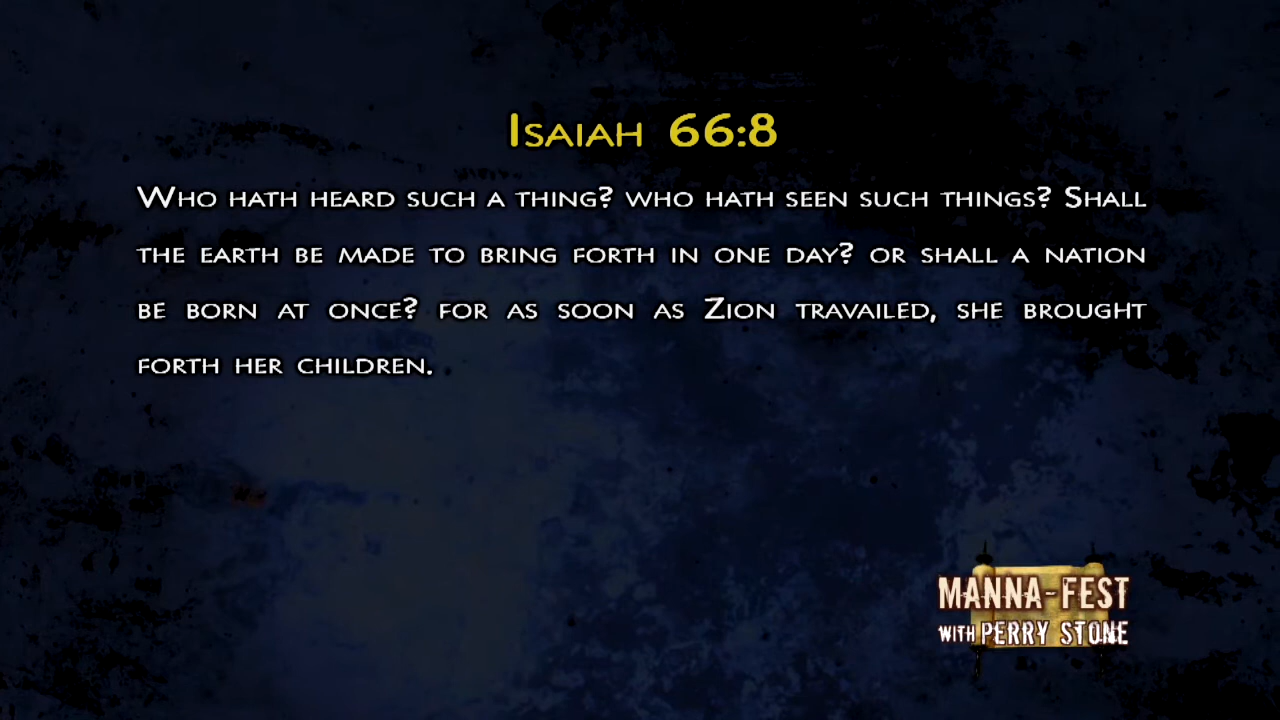 Isaiah 66:8
Who hath heard such a thing? who hath seen such things? Shall
the earth be made to bring forth in one day? or shall a nation
be born at once? for as soon as Zion travailed, she brought
forth her children.
MANNA-FEST
WITH PERRY STONE